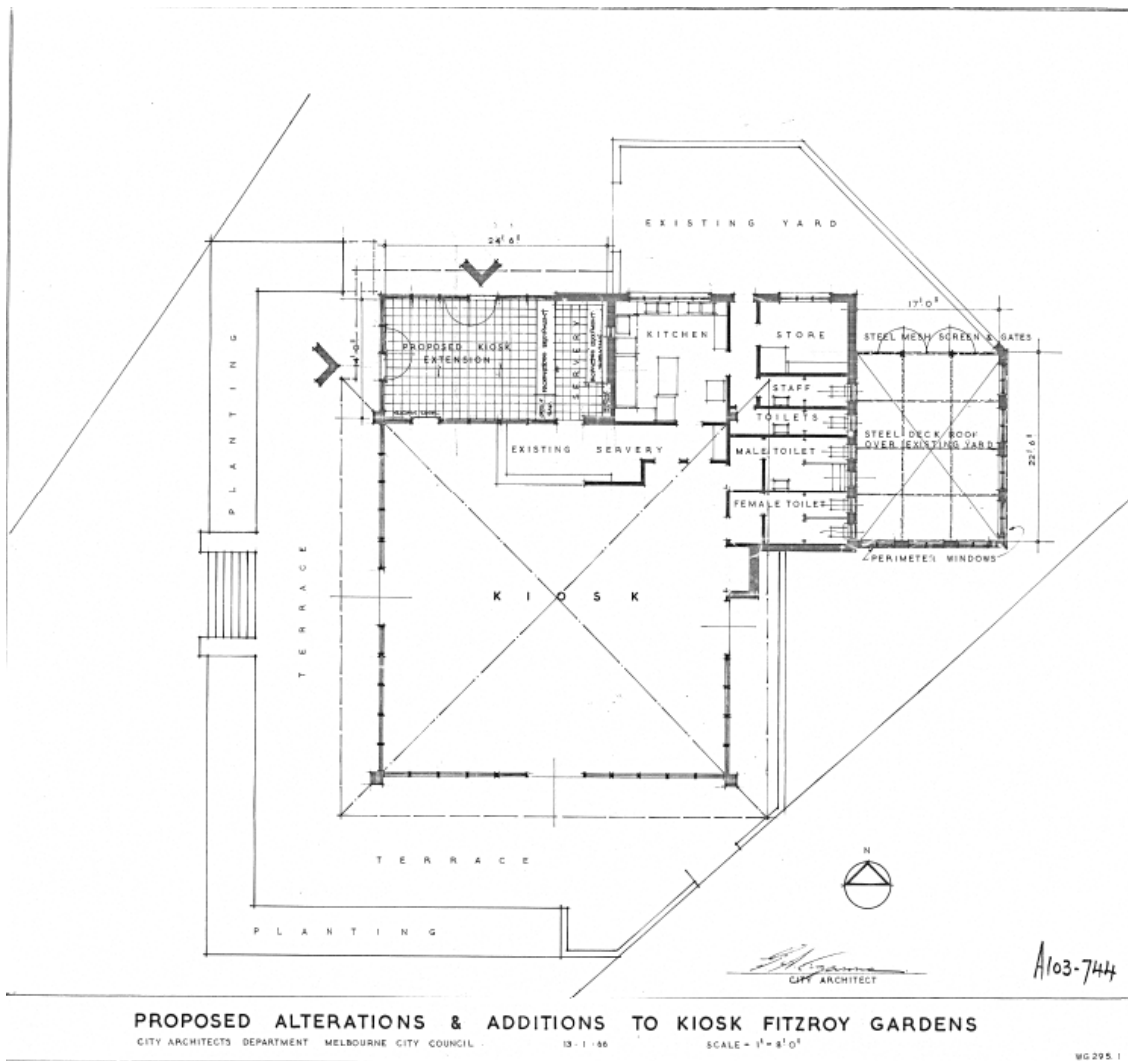 EXISTING YARD
24' 6"
17' 0"
14' 0"
KITCHEN
STORE
STEEL MESH SCREEN & GATES
PROPOSED KIOSK
EXTENSION
SERVERY
STAFF
TOILETS
STEEL DECK ROOF
OVER EXISTING YARD
22' 6"
EXISTING SERVERY
MALE TOILET
FEMALE TOILET
PERIMETER WINDOWS
PLANTING
TERRACE
KIOSK
TERRACE
PLANTING
N
CITY ARCHITECT
A103-744
PROPOSED ALTERATIONS & ADDITIONS TO KIOSK FITZROY GARDENS
CITY ARCHITECTS DEPARTMENT MELBOURNE CITY COUNCIL 13-1-66 SCALE - 1" = 8' 0"
MG 295.1